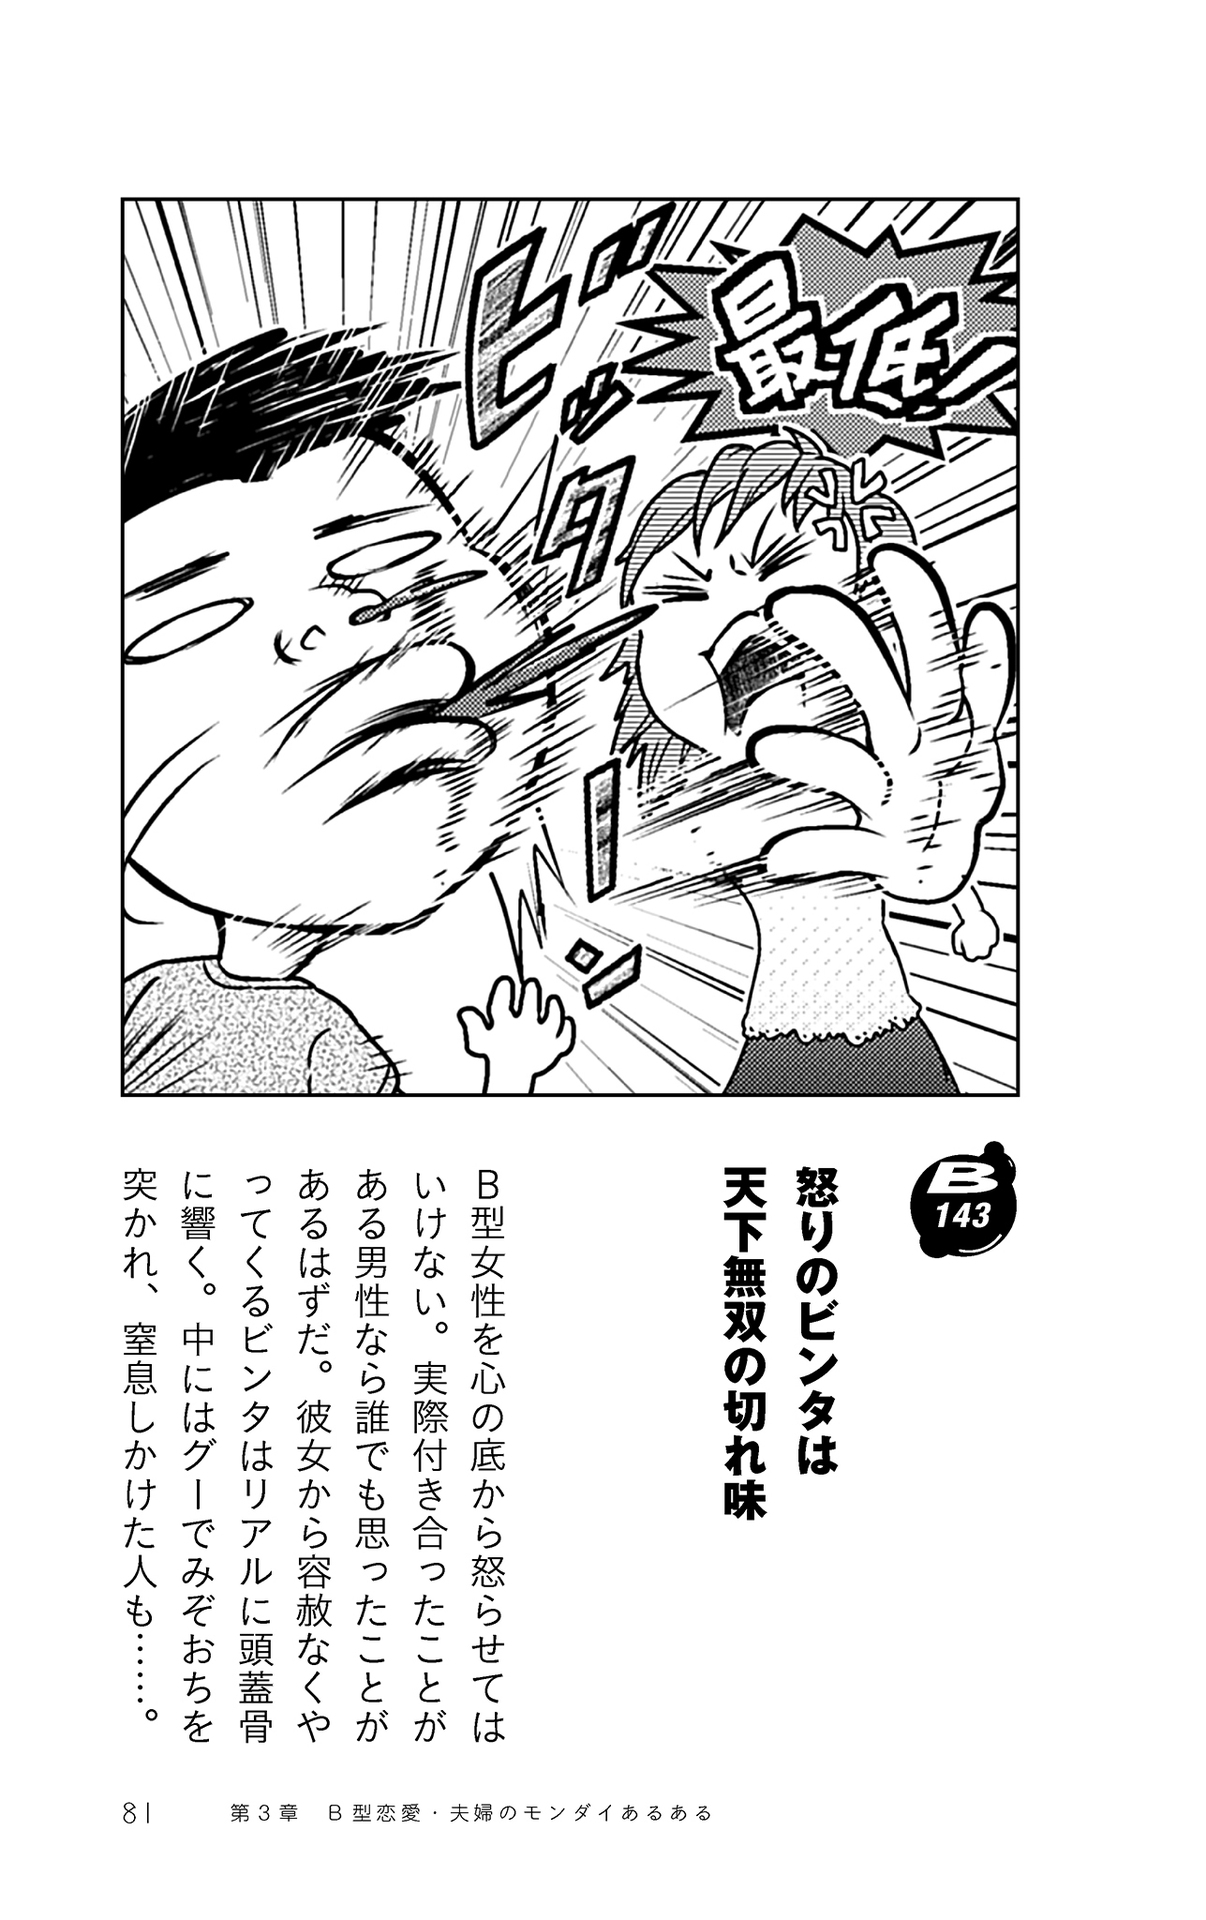 最低ノ
ビッターン
B
143
怒りのビンタは
天下無双の切れ味
B型女性を心の底から怒らせては
いけない。実際付き合ったことが
ある男性なら誰でも思ったことが
あるはずだ。彼女から容赦なくや
ってくるビンタはリアルに頭蓋骨
に響く。中にはグーでみぞおちを
突かれ、窒息しかけた人も……。
81
第3章　B型恋愛・夫婦のモンダイあるある